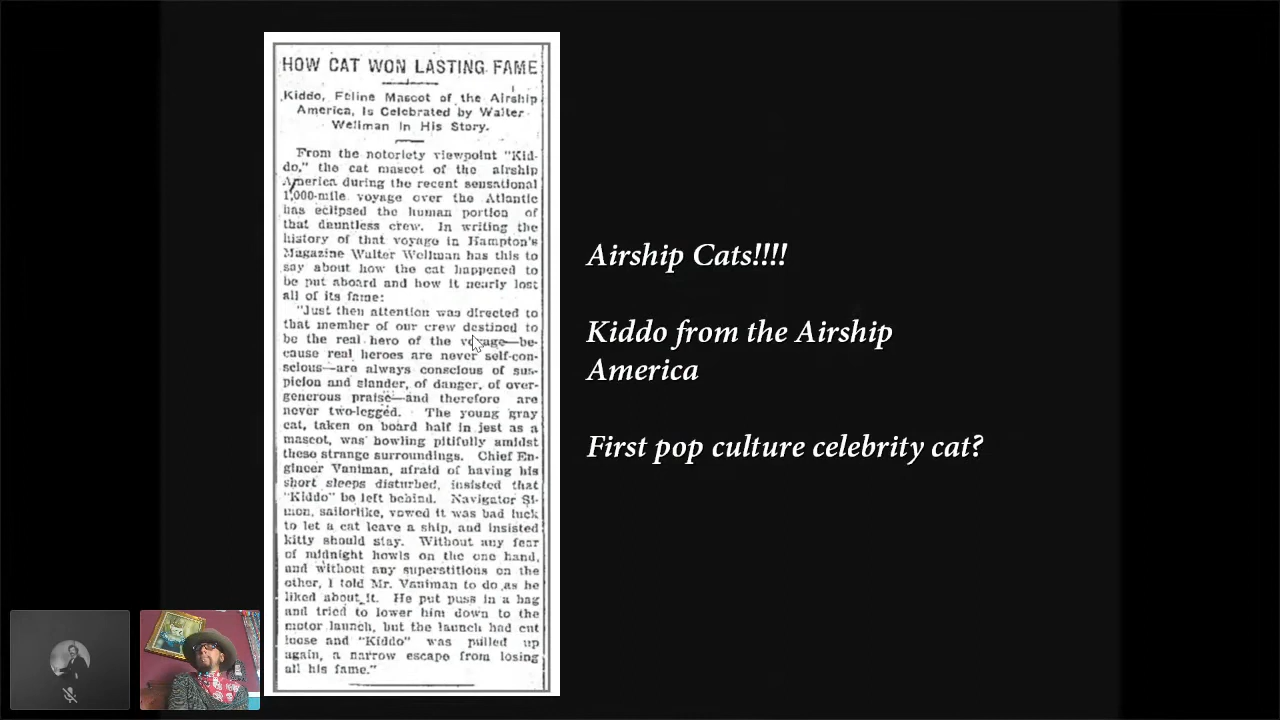 HOW CAT WON LASTING FAME
Kiddo, Feline Mascot of the Airship
America, Is Celebrated by Walter
Wellman In His Story.
From the notoriety viewpoint "Kid-
do," the cat mascot of the airship
America during the recent sensational
1,000-mile voyage over the Atlantic
has eclipsed the human portion of
that dauntless crew. In writing the
history of that voyage in Hampton's
Magazine Walter Wellman has this to
say about how the cat happened to
be put aboard and how it nearly lost
all of its fame:
"Just then attention was directed to
that member of our crew destined to
be the real hero of the voyage—be-
cause real heroes are never self-con-
scious—are always conscious of sus-
picion and slander, of danger, of over-
generous praise—and therefore are
never two-legged. The young gray
cat, taken on board half in jest as a
mascot, was howling pitifully amidst
these strange surroundings. Chief En-
gineer Vaniman, afraid of having his
short sleeps disturbed, insisted that
"Kiddo" be left behind. Navigator Si-
mon, sailorlike, vowed it was bad luck
to let a cat leave a ship, and insisted
kitty should stay. Without any fear
of midnight howls on the one hand,
and without any superstitions on the
other, I told Mr. Vaniman to do as he
liked about it. He put puss in a bag
and tried to lower him down to the
motor launch, but the launch had cut
loose and "Kiddo" was pulled up
again, a narrow escape from losing
all his fame."
Airship Cats!!!!
Kiddo from the Airship
America
First pop culture celebrity cat?